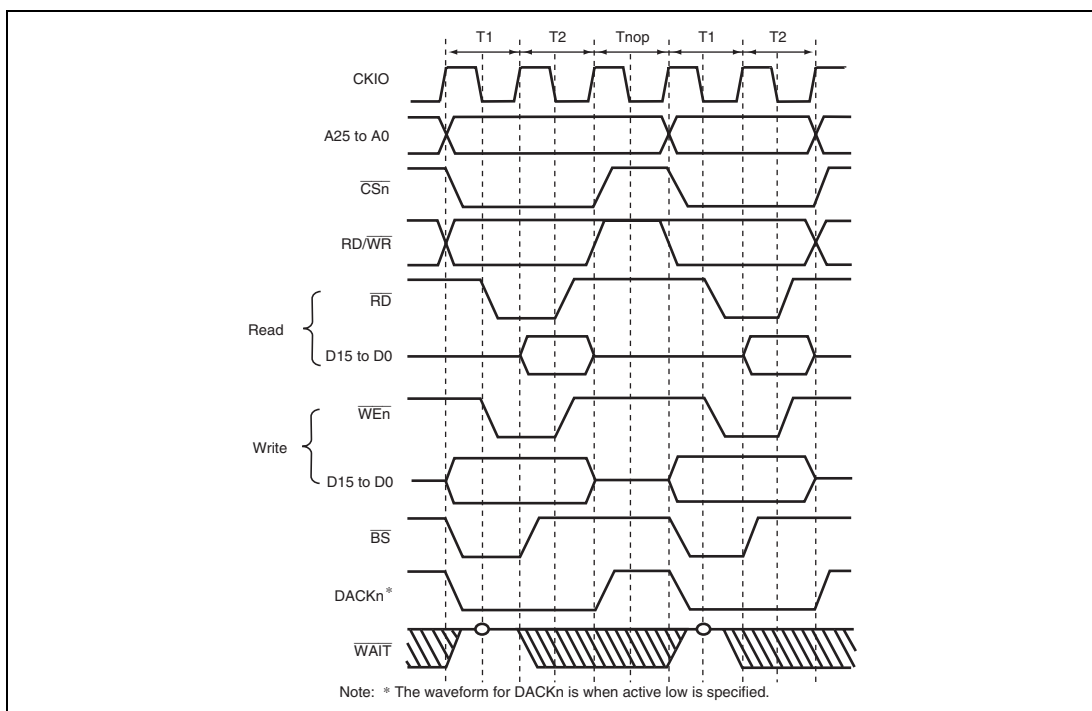 T1 T2 Tnop T1 T2
CKIO
A25 to A0
CSn
RD/WR
RD
Read
D15 to D0
WEn
Write
D15 to D0
BS
DACKn*
WAIT
Note: * The waveform for DACKn is when active low is specified.